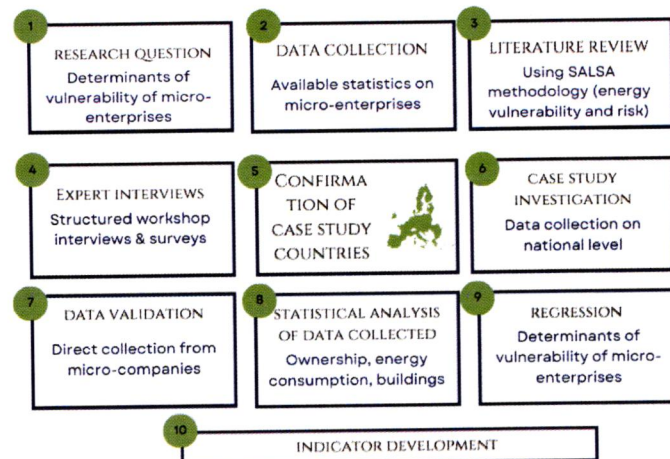 1
RESEARCH QUESTION
Determinants of
vulnerability of micro-
enterprises
2
DATA COLLECTION
Available statistics on
micro-enterprises
3
LITERATURE REVIEW
Using SALSA
methodology (energy
vulnerability and risk)
4
EXPERT INTERVIEWS
Structured workshop
interviews & surveys
5
CONFIRMA
TION OF
CASE STUDY
COUNTRIES
6
CASE STUDY
INVESTIGATION
Data collection on
national level
7
DATA VALIDATION
Direct collection from
micro-companies
8
STATISTICAL ANALYSIS
OF DATA COLLECTED
Ownership, energy
consumption, buildings
9
REGRESSION
Determinants of
vulnerability of micro-
enterprises
10
INDICATOR DEVELOPMENT